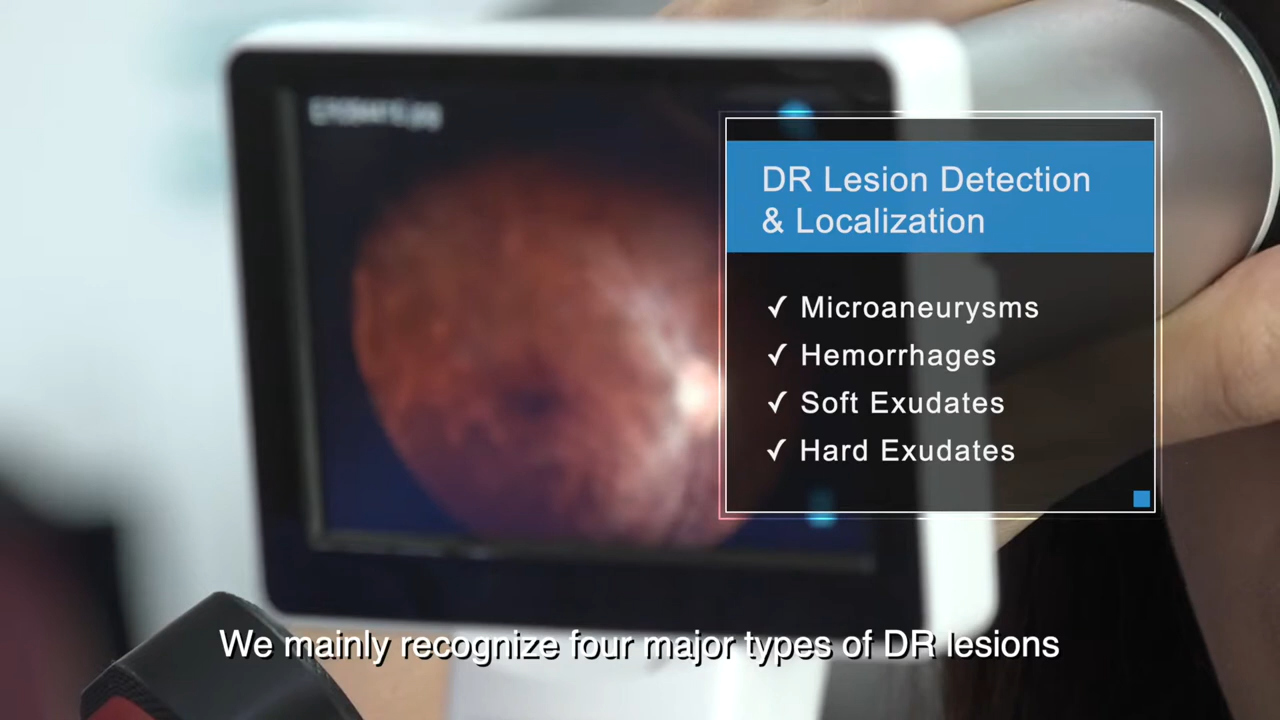 DR Lesion Detection
& Localization
✓ Microaneurysms
✓ Hemorrhages
✓ Soft Exudates
✓ Hard Exudates
We mainly recognize four major types of DR lesions